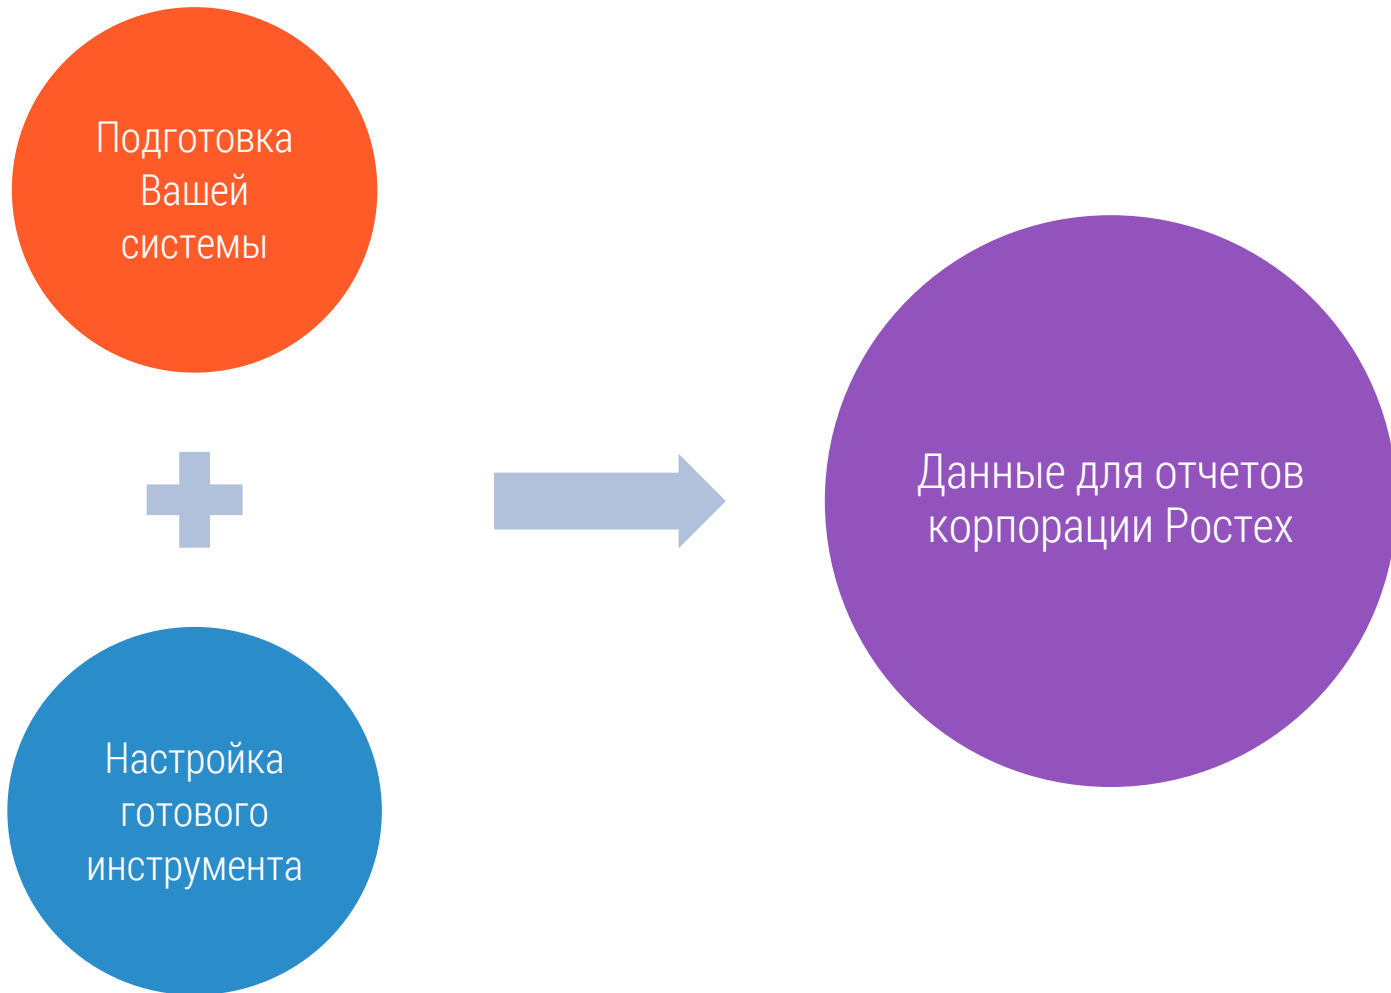 Подготовка
Вашей
системы
Настройка
готового
инструмента
Данные для отчетов
корпорации Ростех